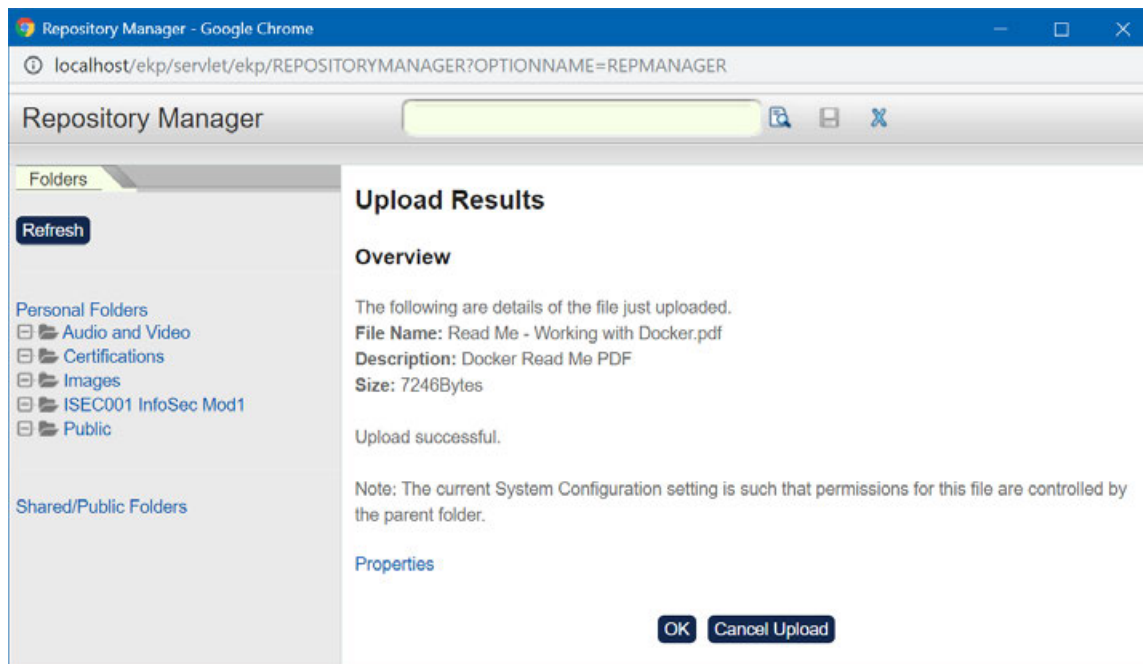 Repository Manager - Google Chrome
localhost/ekp/servlet/ekp/REPOSITORYMANAGER?OPTIONNAME=REPMANAGER
Repository Manager
Folders
Refresh
Personal Folders
Audio and Video
Certifications
Images
ISEC001 InfoSec Mod1
Public
Shared/Public Folders
Upload Results
Overview
The following are details of the file just uploaded.
File Name: Read Me - Working with Docker.pdf
Description: Docker Read Me PDF
Size: 7246Bytes
Upload successful.
Note: The current System Configuration setting is such that permissions for this file are controlled by
the parent folder.
Properties
OK Cancel Upload